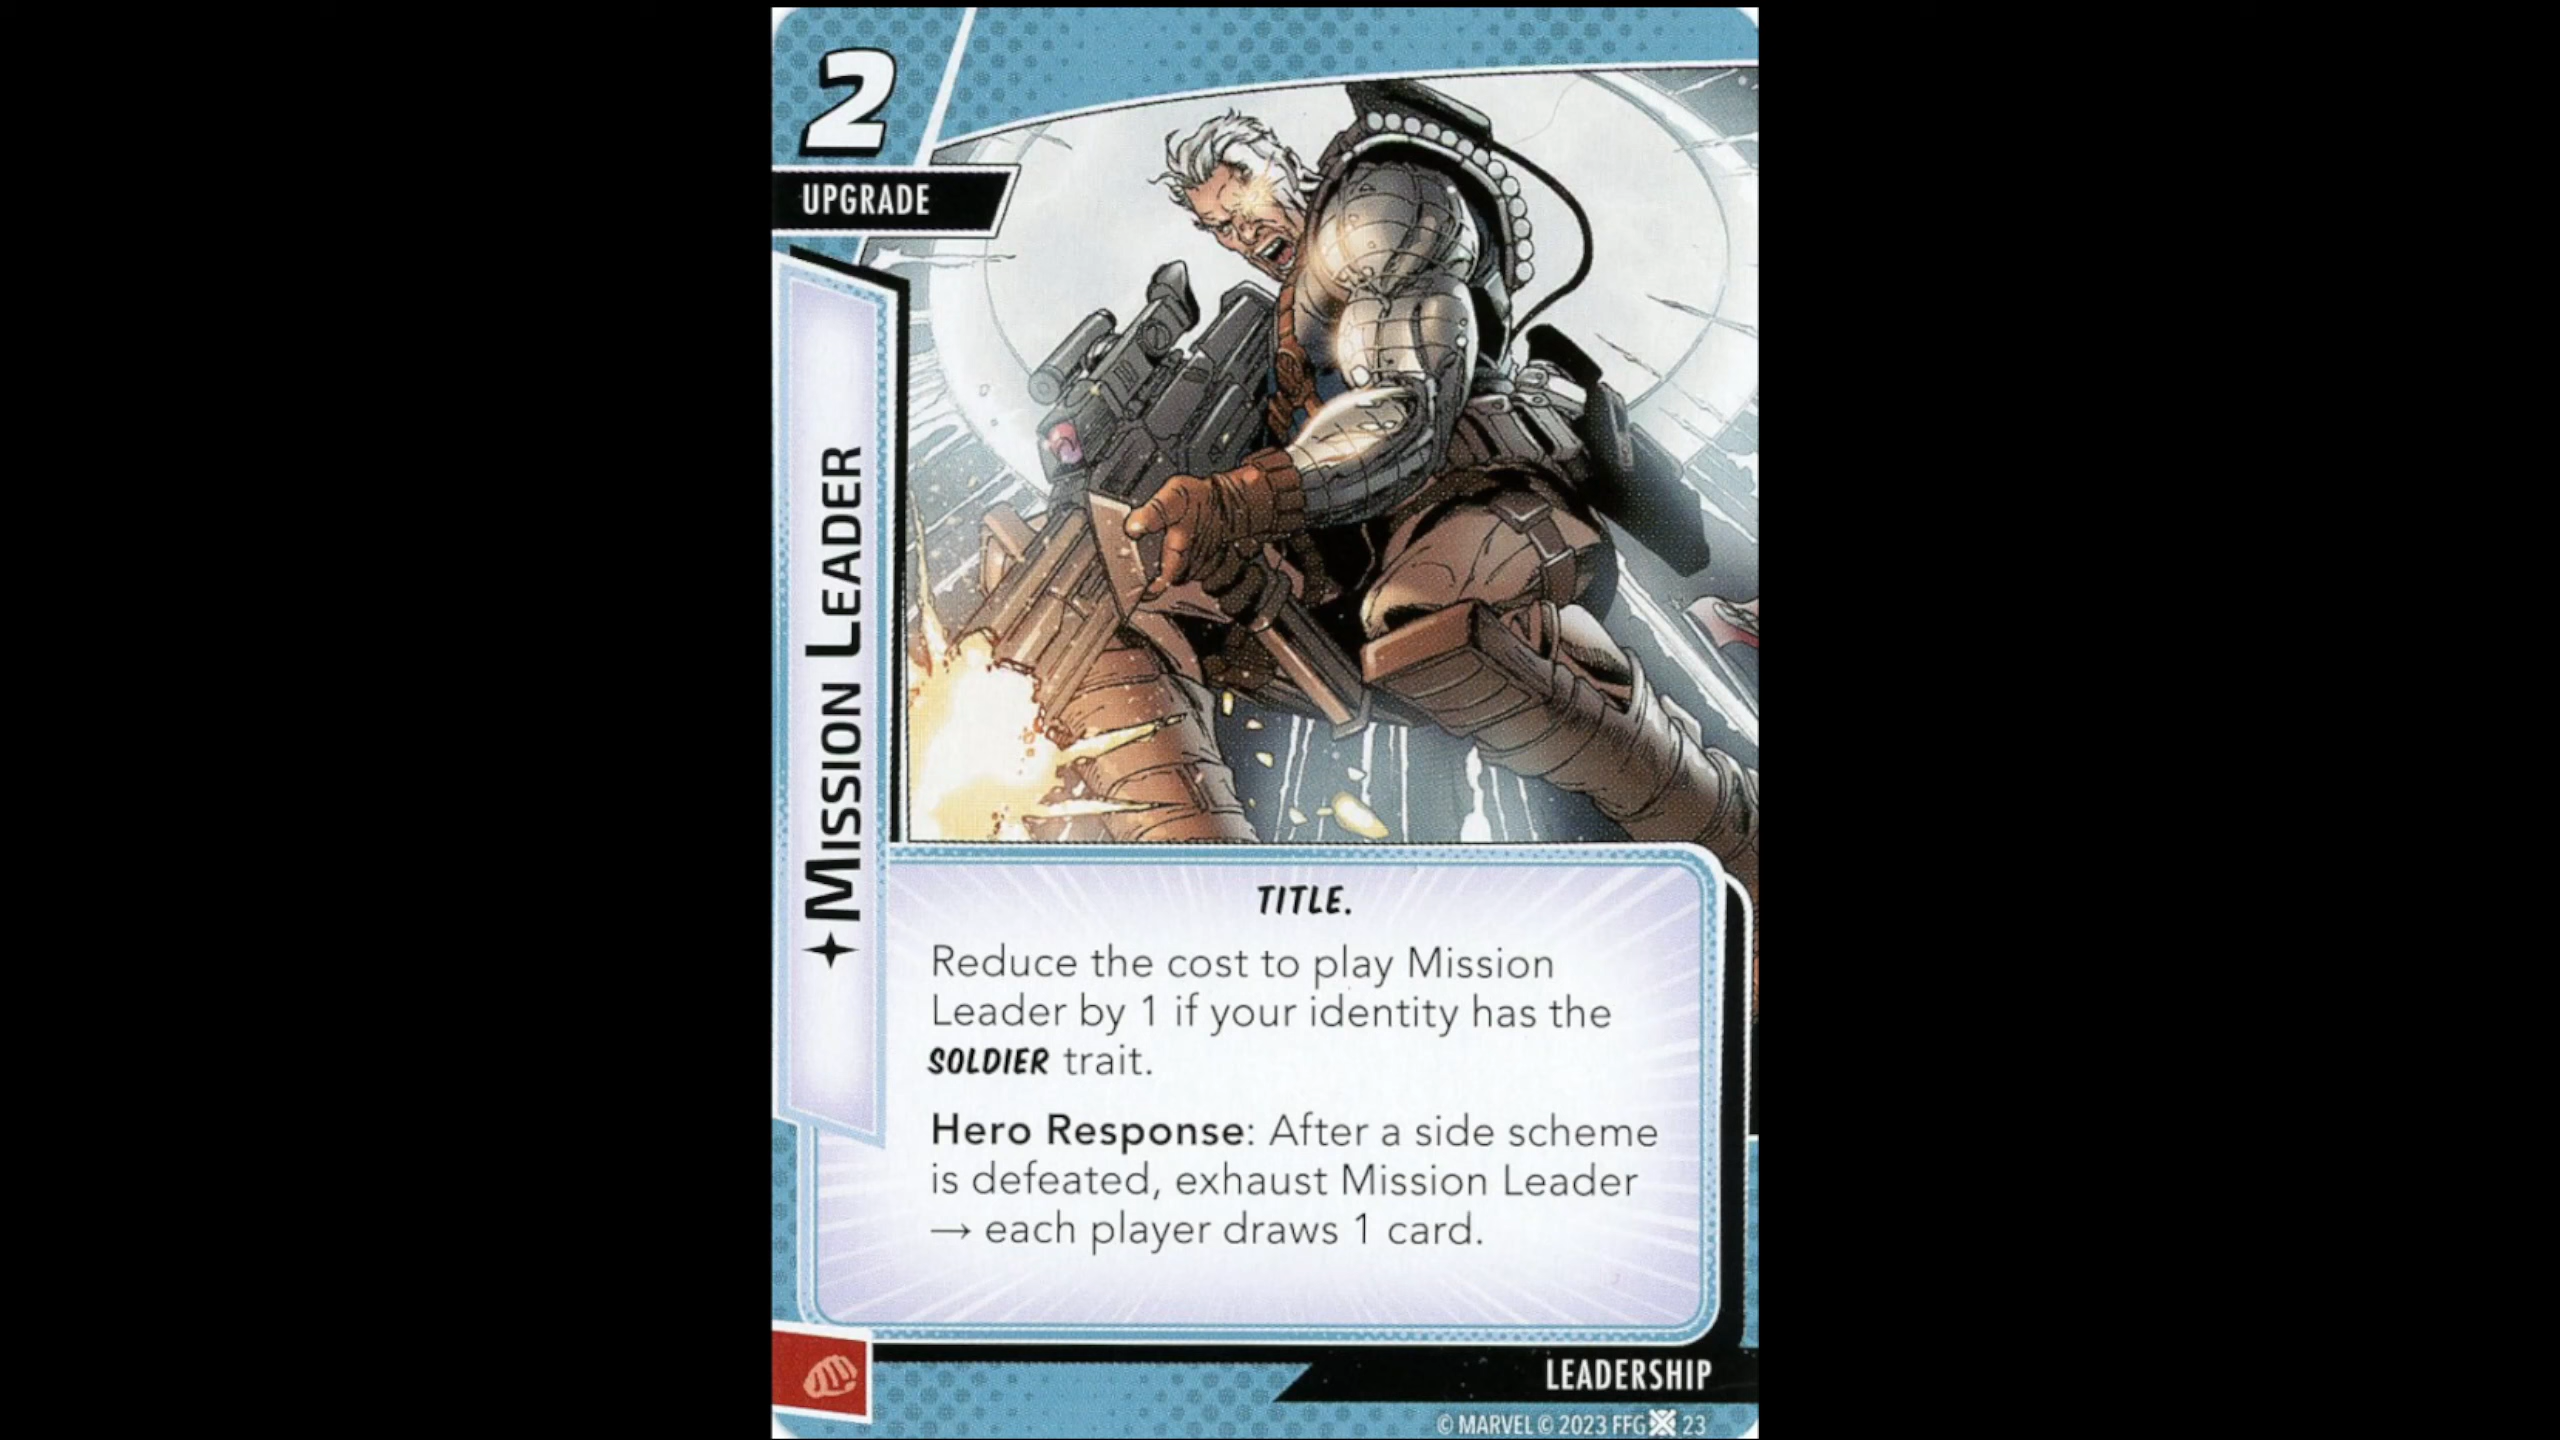 2
UPGRADE
MISSION LEADER
TITLE.
Reduce the cost to play Mission
Leader by 1 if your identity has the
SOLDIER trait.
Hero Response: After a side scheme
is defeated, exhaust Mission Leader
→ each player draws 1 card.
LEADERSHIP
© MARVEL © 2023 FFG 23